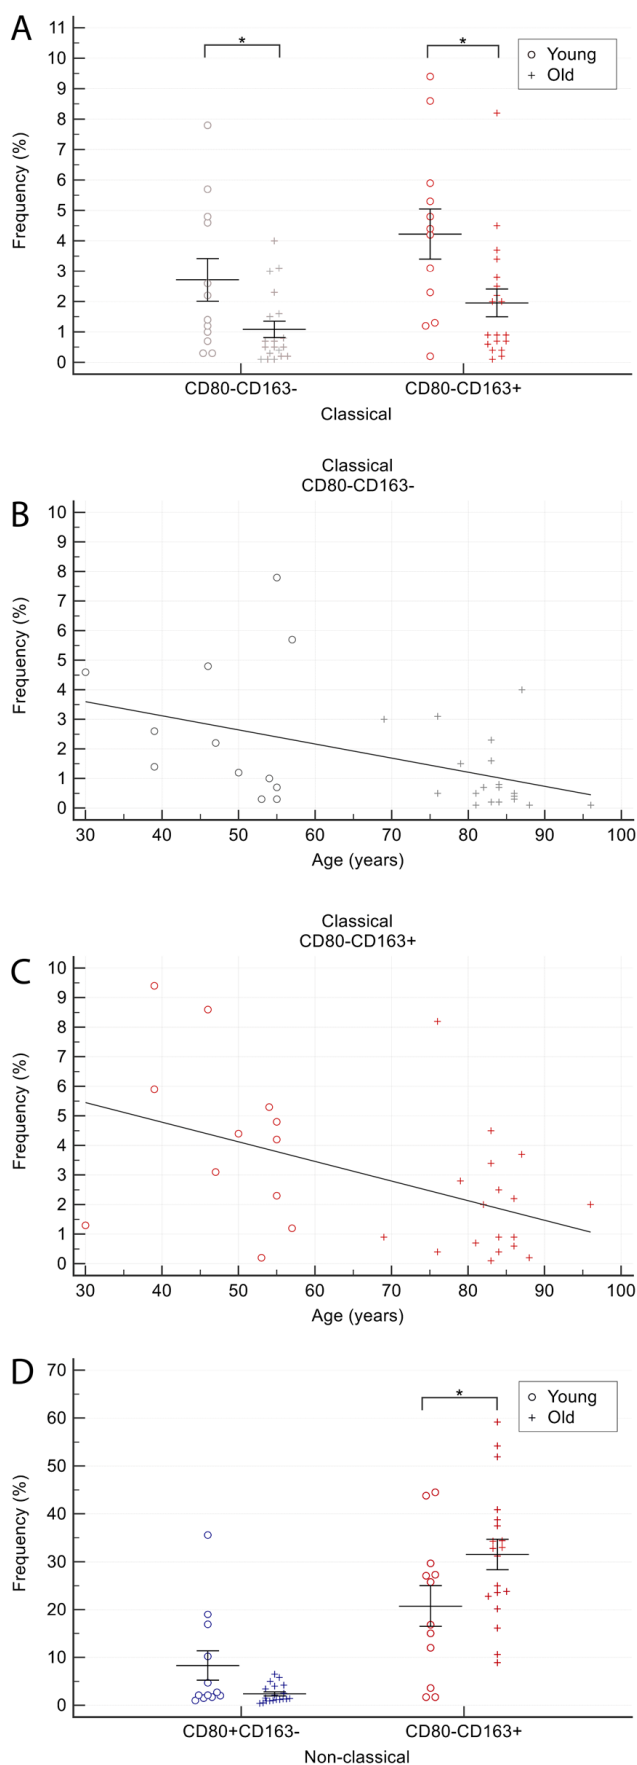 A
11
10
9
8
7
6
5
4
3
2
1
0
Frequency (%)
*
*
Young
Old
CD80-CD163-
CD80-CD163+
Classical
Classical
CD80-CD163-
B
10
9
8
7
6
5
4
3
2
1
0
Frequency (%)
30 40 50 60 70 80 90 100
Age (years)
Classical
CD80-CD163+
C
10
9
8
7
6
5
4
3
2
1
0
Frequency (%)
30 40 50 60 70 80 90 100
Age (years)
D
70
60
50
40
30
20
10
0
Frequency (%)
*
Young
Old
CD80+CD163-
CD80-CD163+
Non-classical